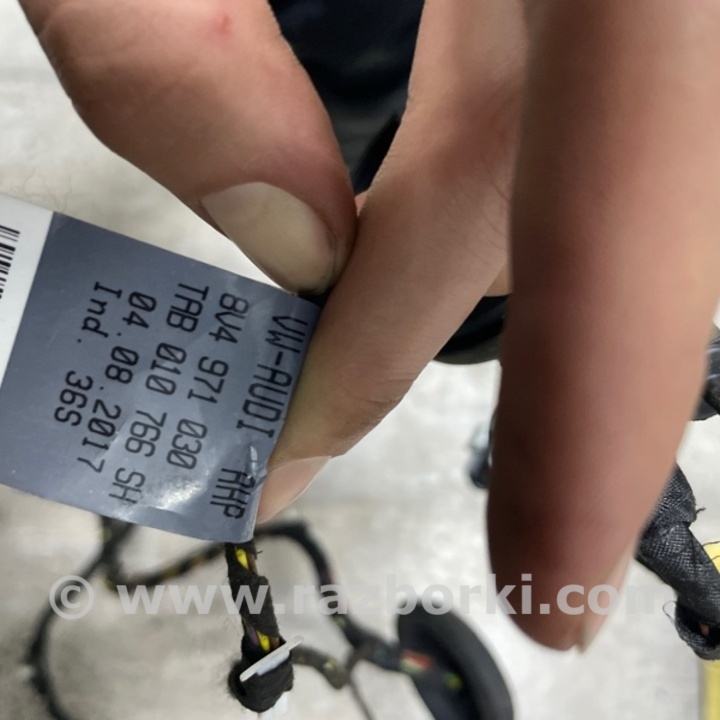 VW-AUDI AHP
8V4 971 030
TAB 010 766 SH
04.08.2017
Ind. 36S
© www.razborki.com